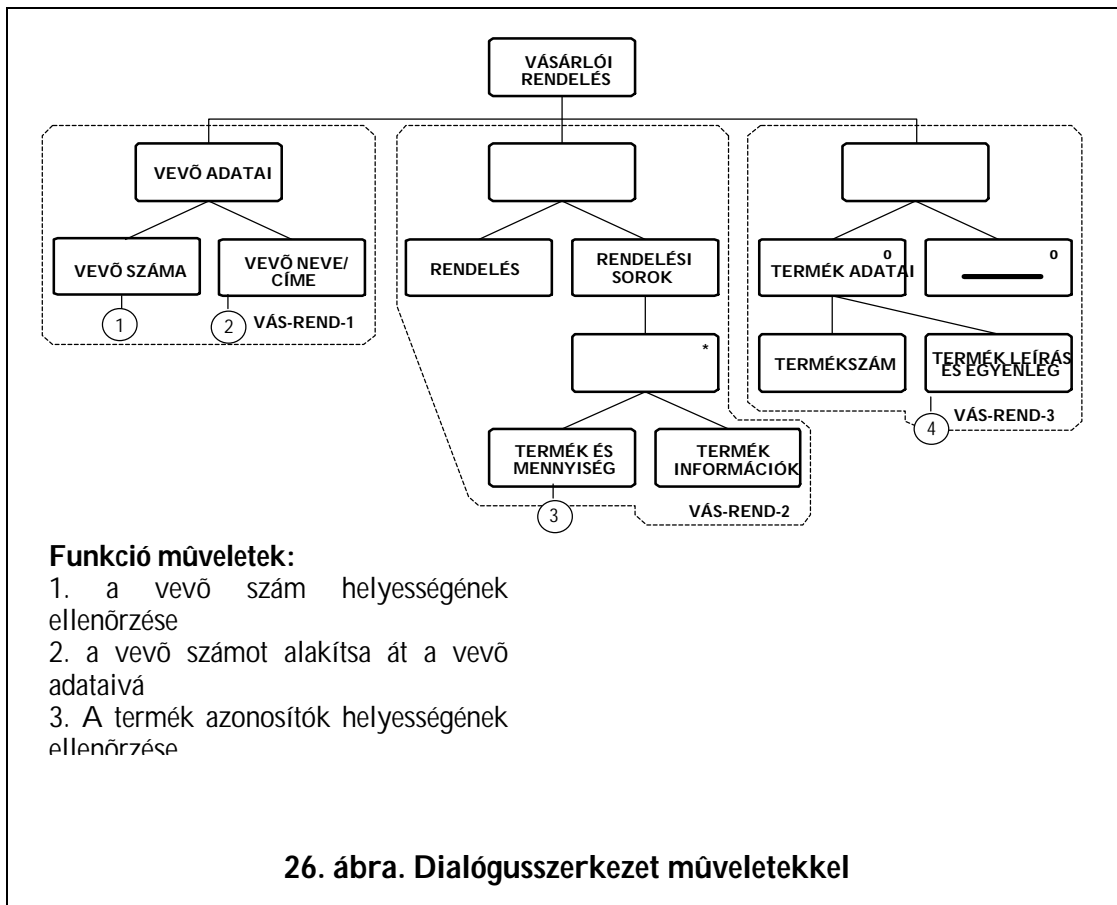 VÁSÁRLÓI
RENDELÉS
VEVÕ ADATAI
VEVÕ SZÁMA
VEVÕ NEVE/
CÍME
1
2
VÁS-REND-1
RENDELÉS
RENDELÉSI
SOROK
*
TERMÉK ÉS
MENNYISÉG
TERMÉK
INFORMÁCIÓK
3
VÁS-REND-2
TERMÉK ADATAI
o
o
TERMÉKSZÁM
TERMÉK LEÍRÁS
ÉS EGYENLEG
4
VÁS-REND-3
Funkció mûveletek:
1. a vevõ szám helyességének
ellenõrzése
2. a vevõ számot alakítsa át a vevõ
adataivá
3. A termék azonosítók helyességének
ellenõrzése
26. ábra. Dialógusszerkezet mûveletekkel